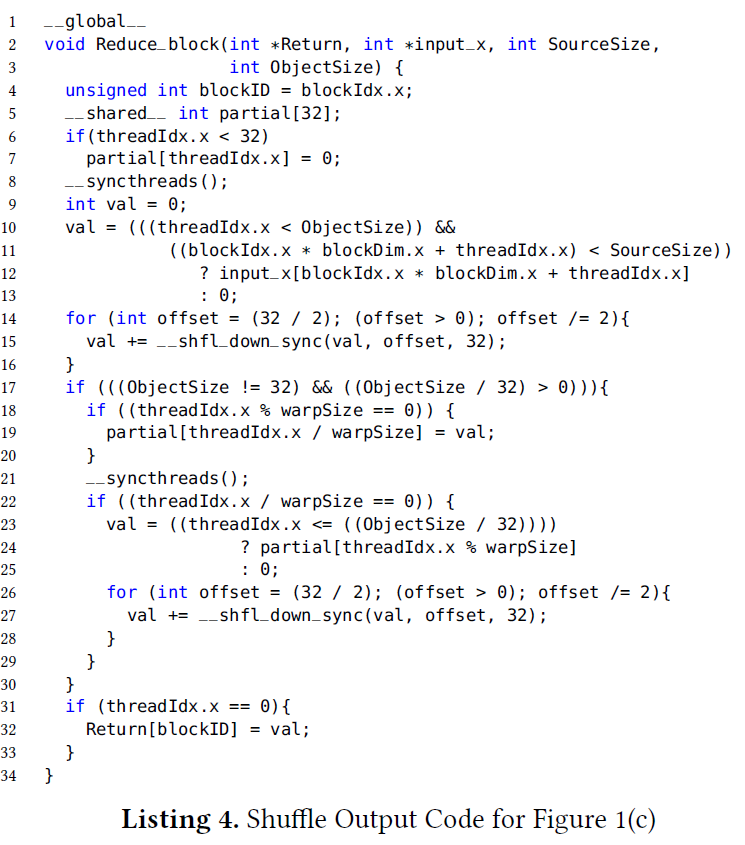 1 __global__
2 void Reduce_block(int *Return, int *input_x, int SourceSize,
3 int ObjectSize) {
4 unsigned int blockID = blockIdx.x;
5 __shared__ int partial[32];
6 if(threadIdx.x < 32)
7 partial[threadIdx.x] = 0;
8 __syncthreads();
9 int val = 0;
10 val = (((threadIdx.x < ObjectSize)) &&
11 ((blockIdx.x * blockDim.x + threadIdx.x) < SourceSize))
12 ? input_x[blockIdx.x * blockDim.x + threadIdx.x]
13 : 0;
14 for (int offset = (32 / 2); (offset > 0); offset /= 2){
15 val += __shfl_down_sync(val, offset, 32);
16 }
17 if (((ObjectSize != 32) && ((ObjectSize / 32) > 0))){
18 if ((threadIdx.x % warpSize == 0)) {
19 partial[threadIdx.x / warpSize] = val;
20 }
21 __syncthreads();
22 if ((threadIdx.x / warpSize == 0)) {
23 val = ((threadIdx.x <= ((ObjectSize / 32))))
24 ? partial[threadIdx.x % warpSize]
25 : 0;
26 for (int offset = (32 / 2); (offset > 0); offset /= 2){
27 val += __shfl_down_sync(val, offset, 32);
28 }
29 }
30 }
31 if (threadIdx.x == 0){
32 Return[blockID] = val;
33 }
34 }
Listing 4. Shuffle Output Code for Figure 1(c)